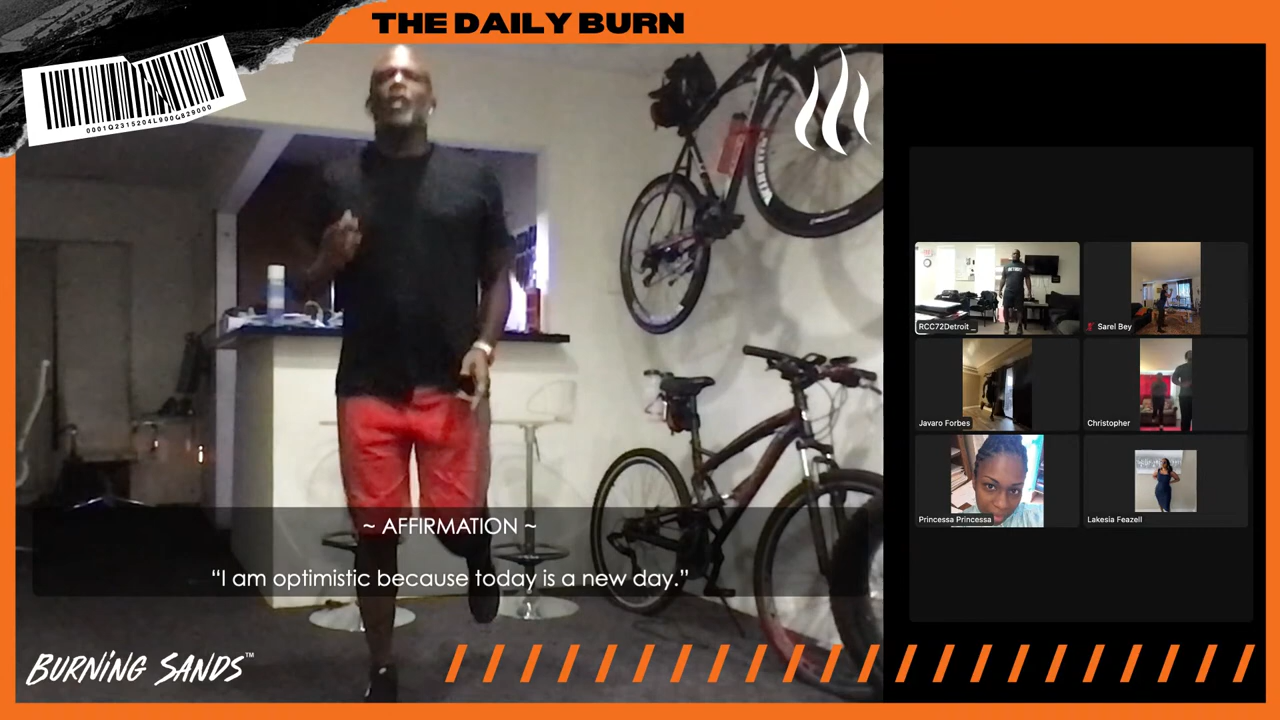 THE DAILY BURN
RCC72Detroit _
Sarel Bey
Javaro Forbes
Christopher
Princessa Princessa
Lakesia Feazell
~ AFFIRMATION ~
“I am optimistic because today is a new day.”
BURNiNG SANDS™